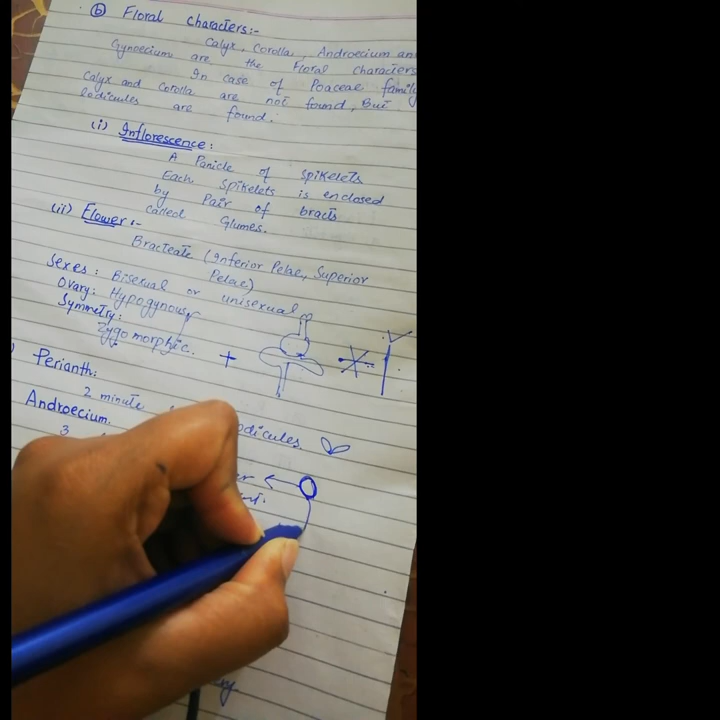 (b) Floral characters:-
Calyx, Corolla, Androecium an
Gynoecium are the Floral Characters
In case of Poaceae family
Calyx and Corolla are not found, But
lodicules are found.
(i) Inflorescence:
A Panicle of spikelets
Each spikelets is enclosed
by Pair of bracts
called Glumes.
(ii) Flower:-
Bracteate (Inferior Pelae, Superior
Pelae)
Sexes: Bisexual or unisexual
Ovary: Hypogynous
Symmetry:
Zygomorphic. +
Perianth:
2 minute odicules.
Androecium.
3